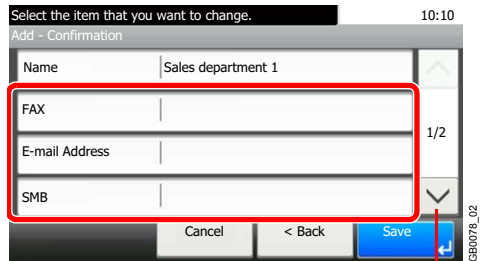 Select the item that you want to change.
10:10
Add - Confirmation
Name
Sales department 1
FAX
1/2
E-mail Address
SMB
Cancel
< Back
Save
GB0078_02